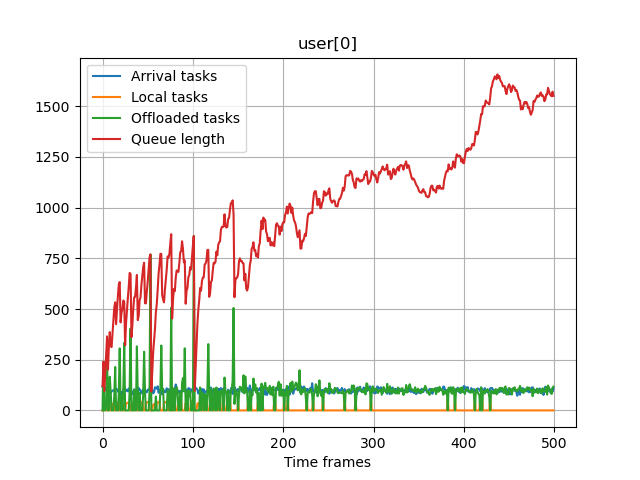 user[0]
Arrival tasks
Local tasks
Offloaded tasks
Queue length
1500
1250
1000
750
500
250
0
0 100 200 300 400 500
Time frames